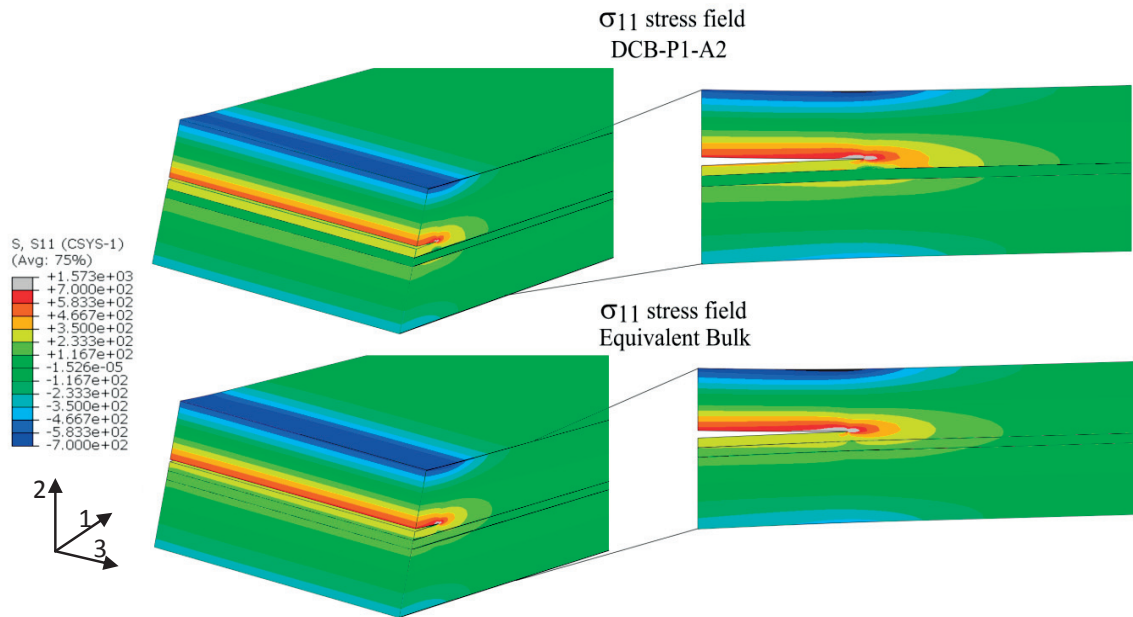 σ11 stress field
DCB-P1-A2
S, S11 (CSYS-1)
(Avg: 75%)
+1.573e+03
+7.000e+02
+5.833e+02
+4.667e+02
+3.500e+02
+2.333e+02
+1.167e+02
-1.526e-05
-1.167e+02
-2.333e+02
-3.500e+02
-4.667e+02
-5.833e+02
-7.000e+02
σ11 stress field
Equivalent Bulk
2
1
3